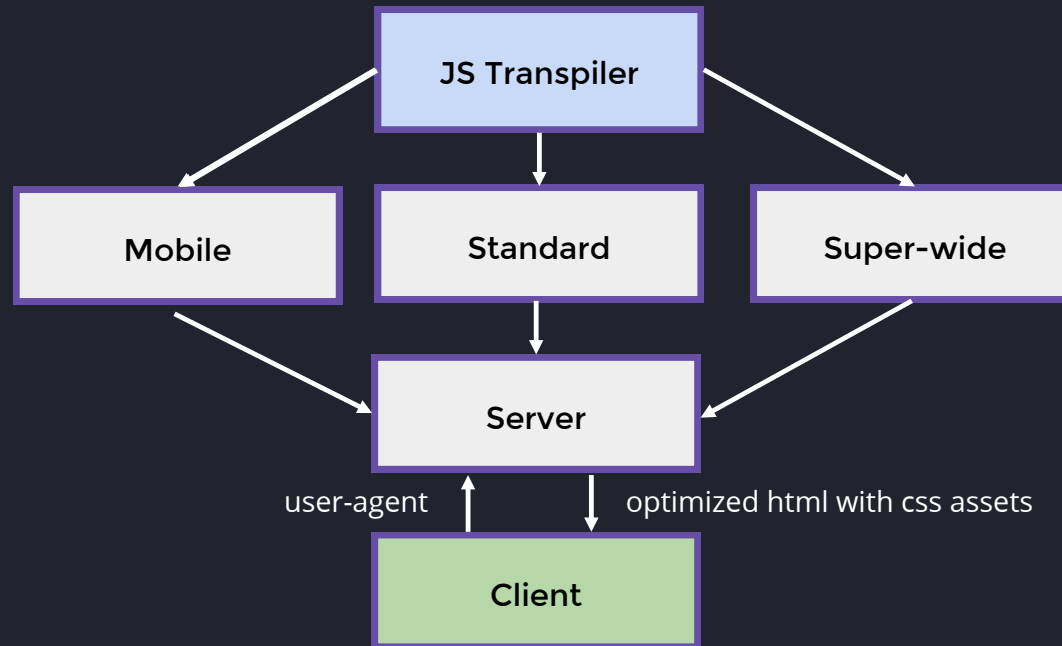 JS Transpiler
Mobile
Standard
Super-wide
Server
user-agent
optimized html with css assets
Client